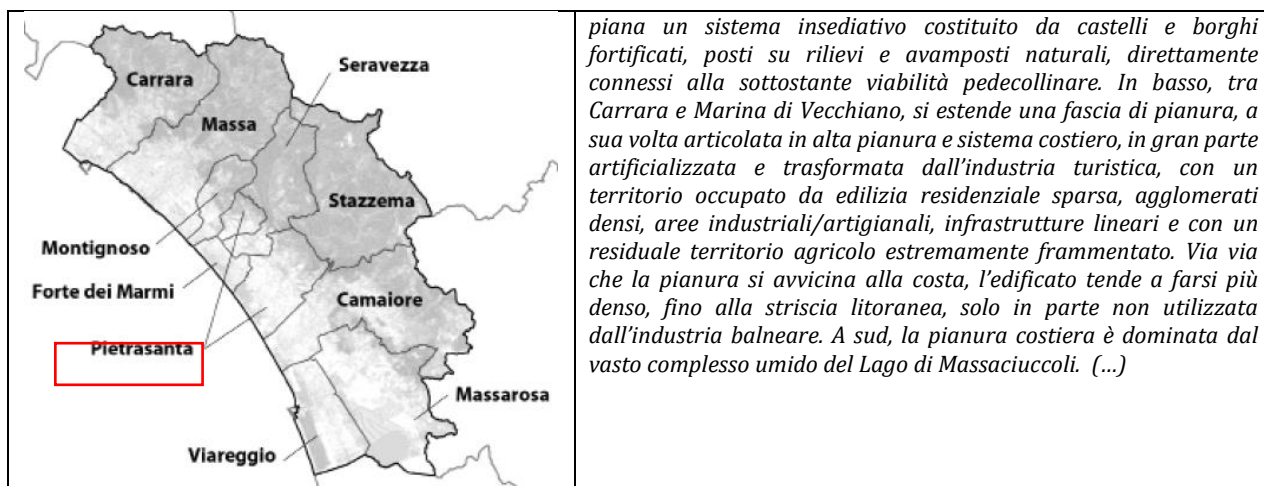 Carrara
Seravezza
Massa
Stazzema
Montignoso
Forte dei Marmi
Camaiore
Pietrasanta
Massarosa
Viareggio
piana un sistema insediativo costituito da castelli e borghi
fortificati, posti su rilievi e avamposti naturali, direttamente
connessi alla sottostante viabilità pedecollinare. In basso, tra
Carrara e Marina di Vecchiano, si estende una fascia di pianura, a
sua volta articolata in alta pianura e sistema costiero, in gran parte
artificializzata e trasformata dall’industria turistica, con un
territorio occupato da edilizia residenziale sparsa, agglomerati
densi, aree industriali/artigianali, infrastrutture lineari e con un
residuale territorio agricolo estremamente frammentato. Via via
che la pianura si avvicina alla costa, l’edificato tende a farsi più
denso, fino alla striscia litoranea, solo in parte non utilizzata
dall’industria balneare. A sud, la pianura costiera è dominata dal
vasto complesso umido del Lago di Massaciuccoli. (…)